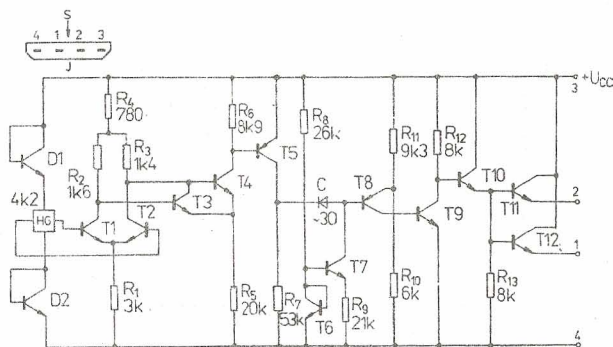 S
4 1 2 3
J
3 +Ucc
R4
780
R6
8k9
R8
26k
R11
9k3
R12
8k
D1
R3
1k4
R2
1k6
T5
T10
4k2
HG
T1
T2
T3
T4
C
~30
T8
T9
T11
2
T12
1
D2
R1
3k
R5
20k
R7
53k
T7
T6
R9
21k
R10
6k
R13
8k
4